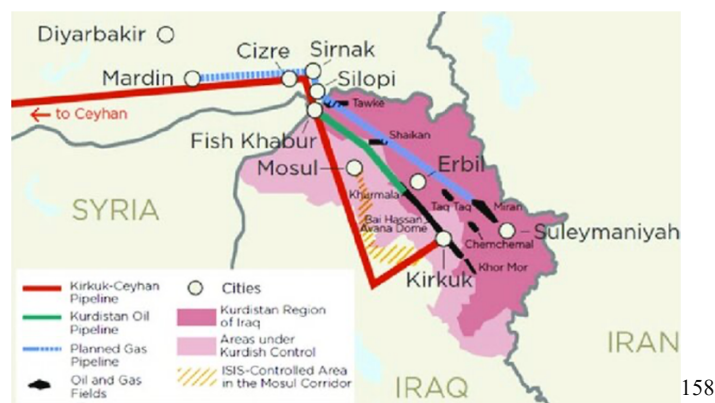 Diyarbakir
Cizre
Sirnak
Mardin
Silopi
← to Ceyhan
Tawke
Fish Khabur
Shaikan
Mosul
Erbil
Khurmala
SYRIA
Taq Taq
Miran
Bai Hassan
Avana Dome
Suleymaniyah
Chemchemal
Khor Mor
Kirkuk
IRAN
IRAQ
Kirkuk-Ceyhan
Pipeline
Kurdistan Oil
Pipeline
Planned Gas
Pipeline
Oil and Gas
Fields
Cities
Kurdistan Region
of Iraq
Areas under
Kurdish Control
ISIS-Controlled Area
in the Mosul Corridor
158